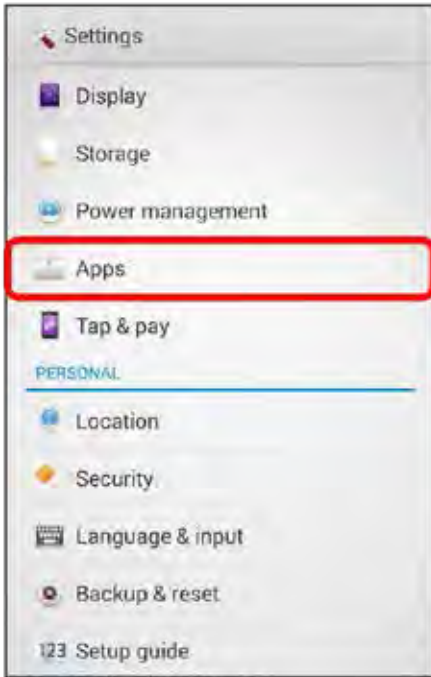 Settings
Display
Storage
Power management
Apps
Tap & pay
PERSONAL
Location
Security
Language & input
Backup & reset
123 Setup guide